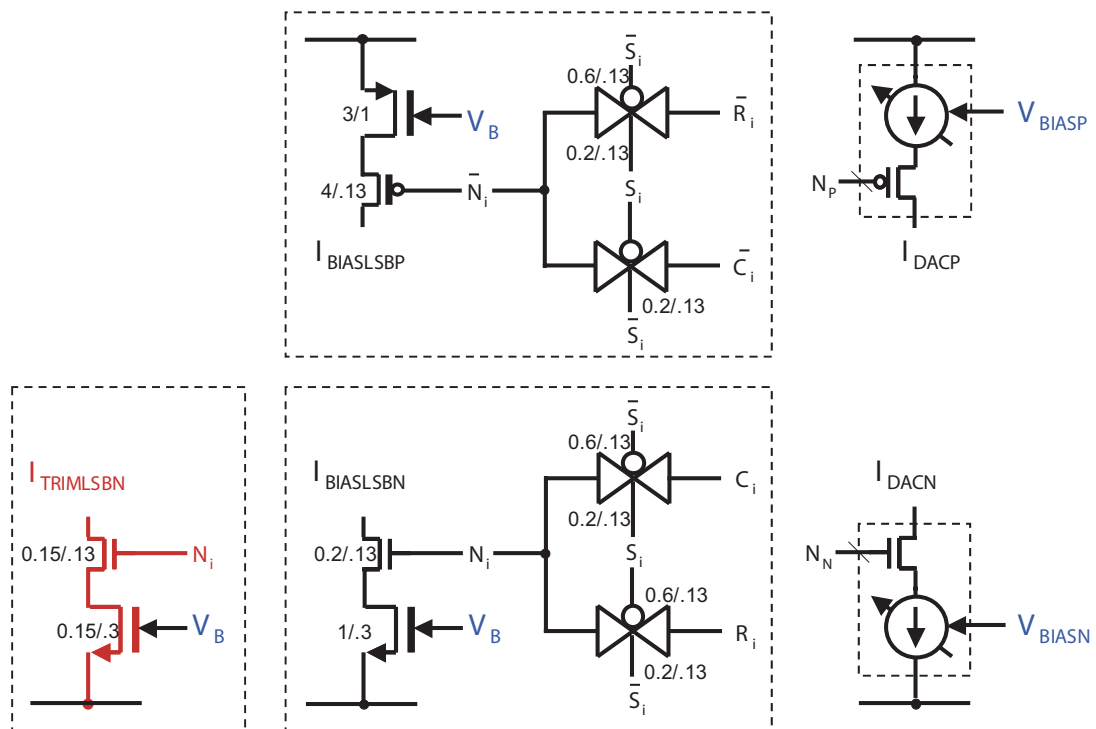 S̄i
0.6/.13
3/1
VB
R̄i
VBIASP
0.2/.13
4/.13
N̄i
Si
NP
IBIASLSBP
C̄i
IDACP
0.2/.13
S̄i
S̄i
0.6/.13
ITRIMLSBN
IBIASLSBN
Ci
IDACN
0.2/.13
0.15/.13
Ni
0.2/.13
Ni
Si
NN
0.6/.13
0.15/.3
VB
1/.3
VB
Ri
VBIASN
0.2/.13
S̄i